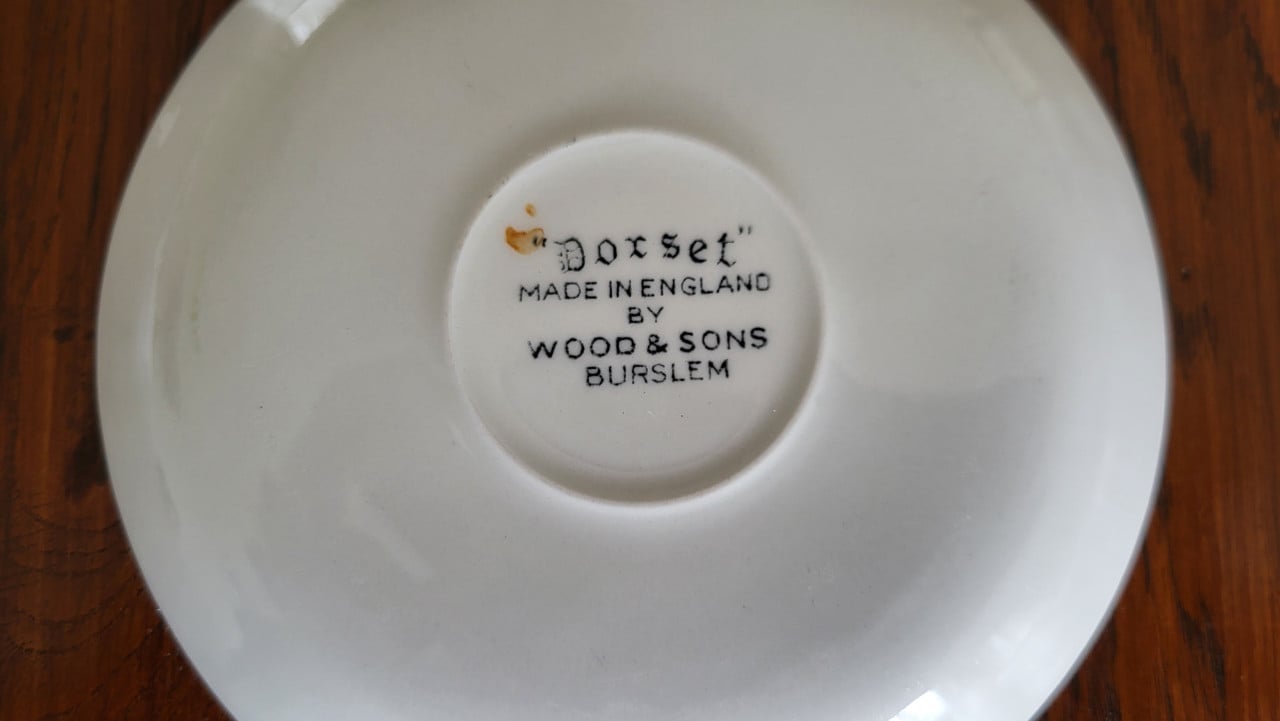 "Dorset"
MADE IN ENGLAND
BY
WOOD & SONS
BURSLEM